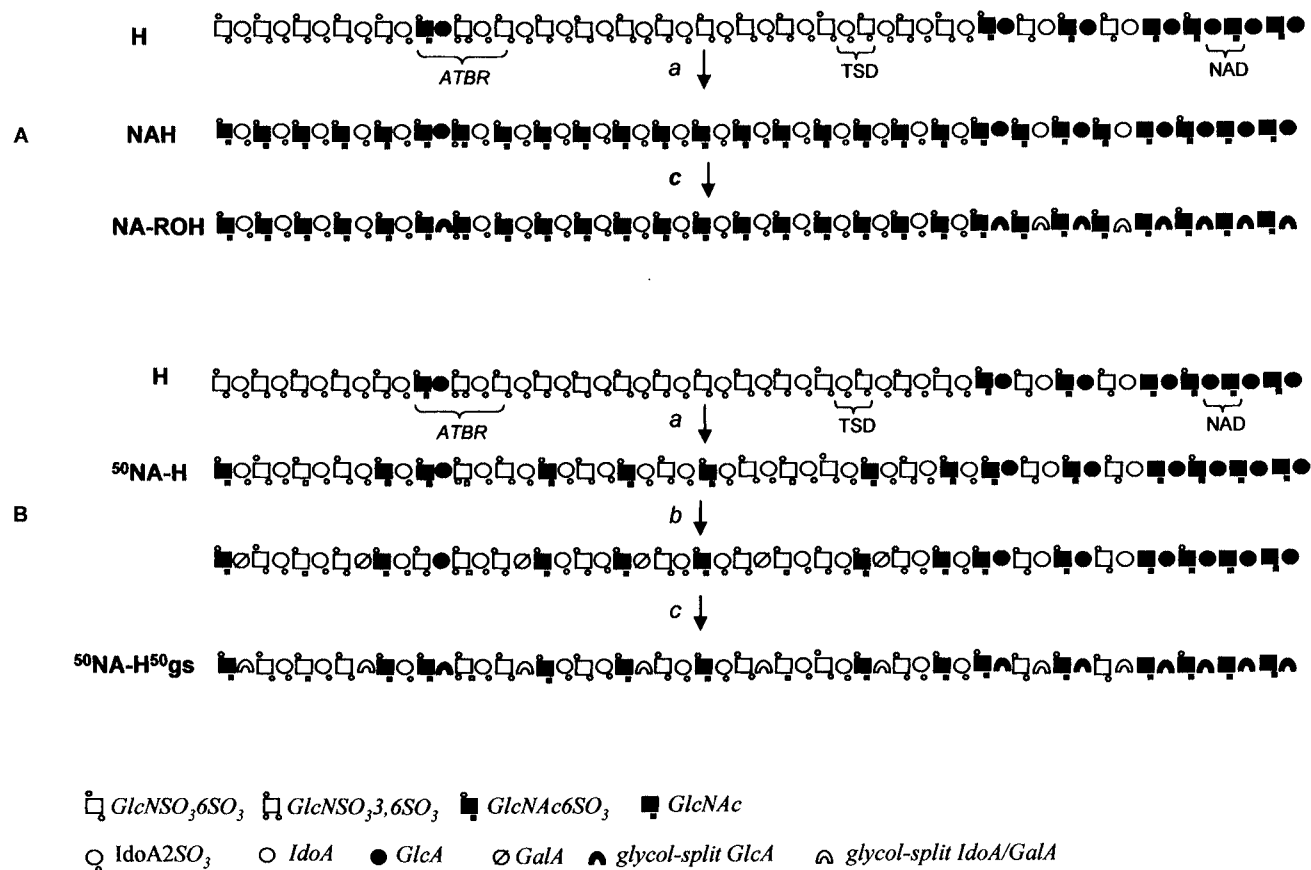 H
ATBR
a
TSD
NAD
A
NAH
c
NA-ROH
H
ATBR
a
TSD
NAD
⁵⁰NA-H
B
b
c
⁵⁰NA-H⁵⁰gs
GlcNSO₃6SO₃ GlcNSO₃3,6SO₃ GlcNAc6SO₃ GlcNAc
IdoA2SO₃ IdoA GlcA GalA glycol-split GlcA glycol-split IdoA/GalA